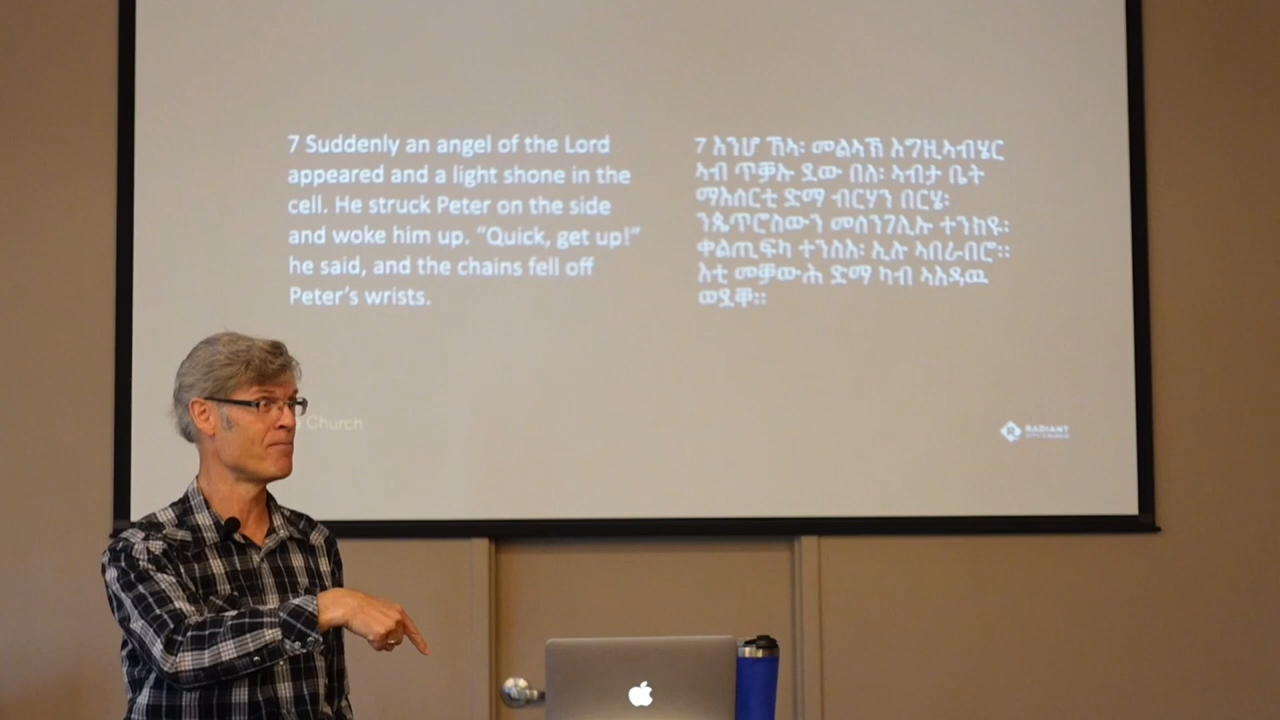 7 Suddenly an angel of the Lord
appeared and a light shone in the
cell. He struck Peter on the side
and woke him up. “Quick, get up!”
he said, and the chains fell off
Peter’s wrists.
7 እንሆ ኸኣ፡ መልኣኽ እግዚኣብሄር
ኣብ ጥቓኡ ደው በለ፡ ኣብታ ቤት
ማእሰርቲ ድማ ብርሃን በርሄ፡
ንጴጥሮስውን መሰንገሊኡ ተንከዩ፡
ቀልጢፍካ ተንስእ፡ ኢሉ ኣበራበሮ።
እቲ መቓውሕ ድማ ካብ ኣእዳዉ
ወደቐ።
Church
RADIANT
CITY CHURCH